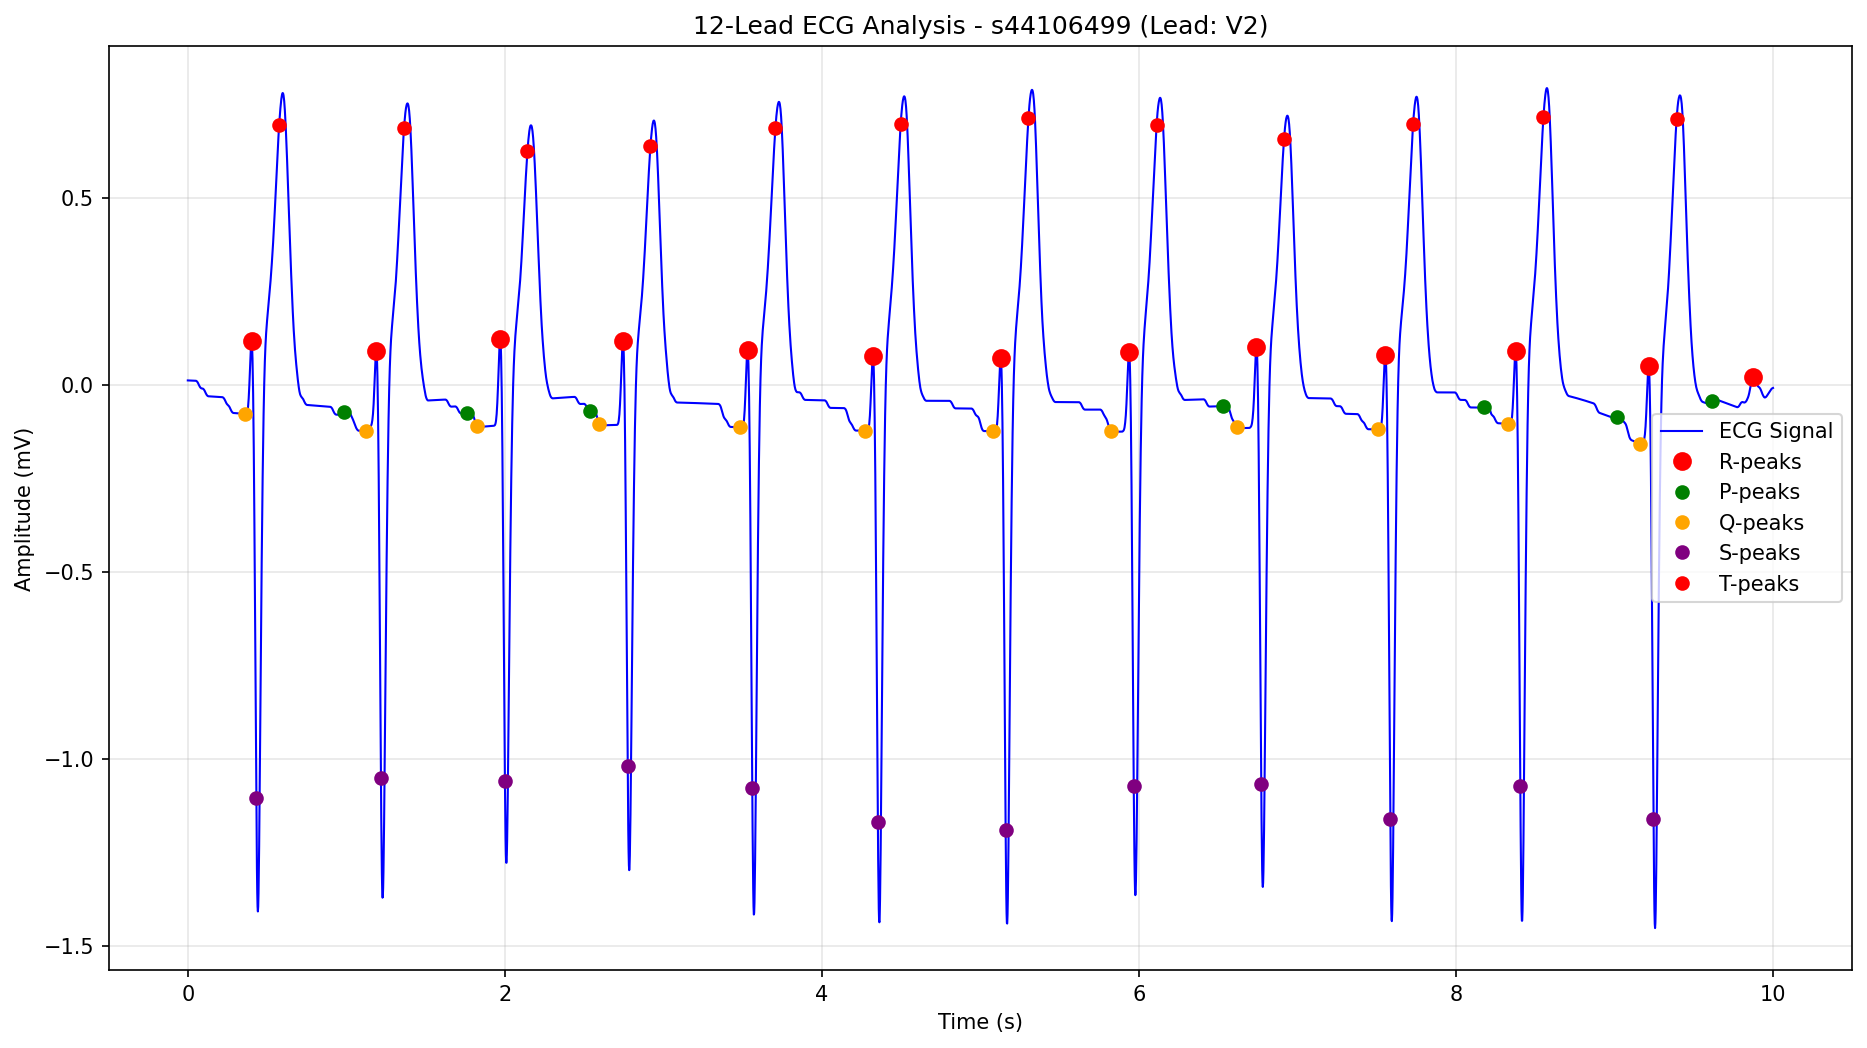 12-Lead ECG Analysis - s44106499 (Lead: V2)
Amplitude (mV)
0.5
0.0
−0.5
−1.0
−1.5
ECG Signal
R-peaks
P-peaks
Q-peaks
S-peaks
T-peaks
0 2 4 6 8 10
Time (s)